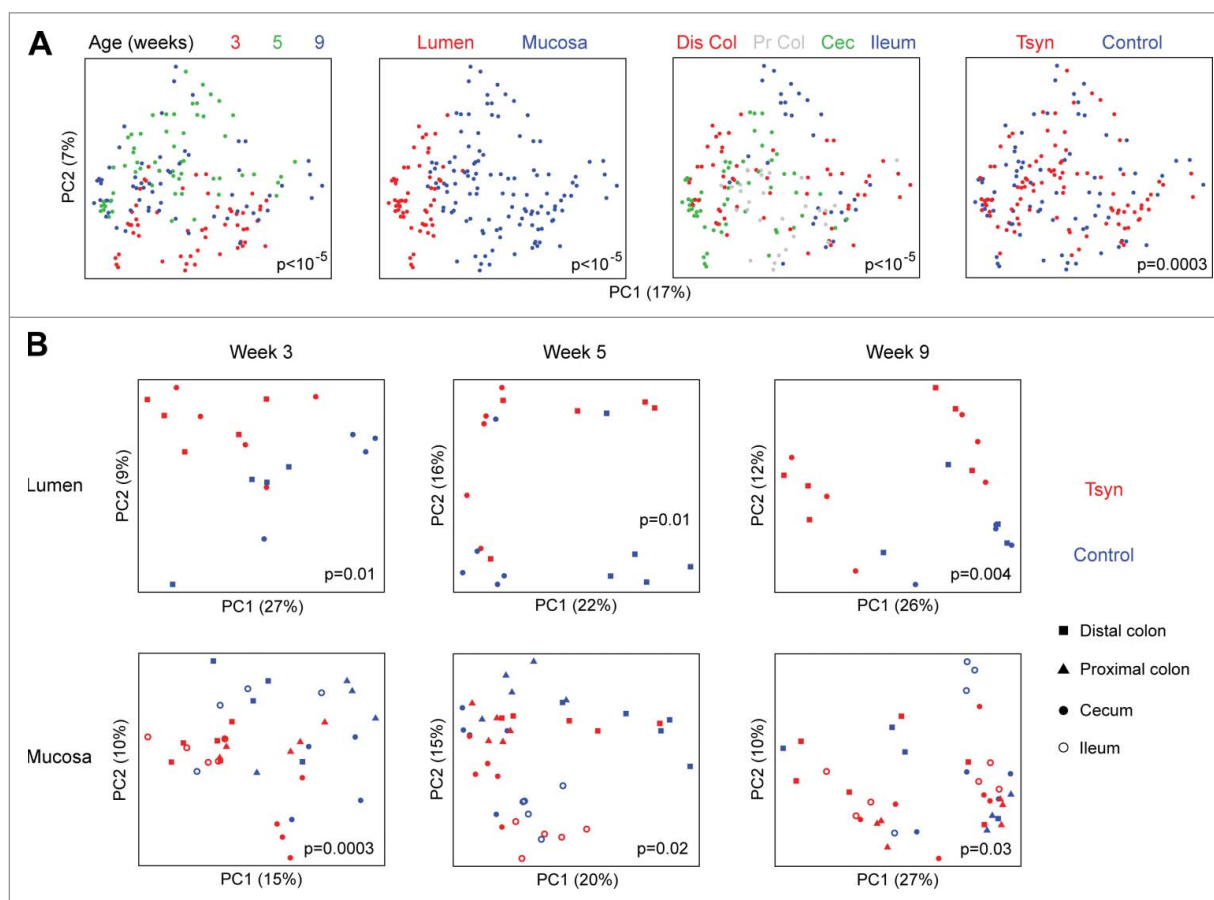 A
Age (weeks) 3 5 9
Lumen Mucosa
Dis Col Pr Col Cec Ileum
Tsyn Control
PC2 (7%)
p<10⁻⁵
p<10⁻⁵
p<10⁻⁵
p=0.0003
PC1 (17%)
B
Week 3
Week 5
Week 9
Lumen
PC2 (9%)
p=0.01
PC1 (27%)
PC2 (16%)
p=0.01
PC1 (22%)
PC2 (12%)
p=0.004
PC1 (26%)
Tsyn
Control
Distal colon
Proximal colon
Cecum
Ileum
Mucosa
PC2 (10%)
p=0.0003
PC1 (15%)
PC2 (15%)
p=0.02
PC1 (20%)
PC2 (10%)
p=0.03
PC1 (27%)